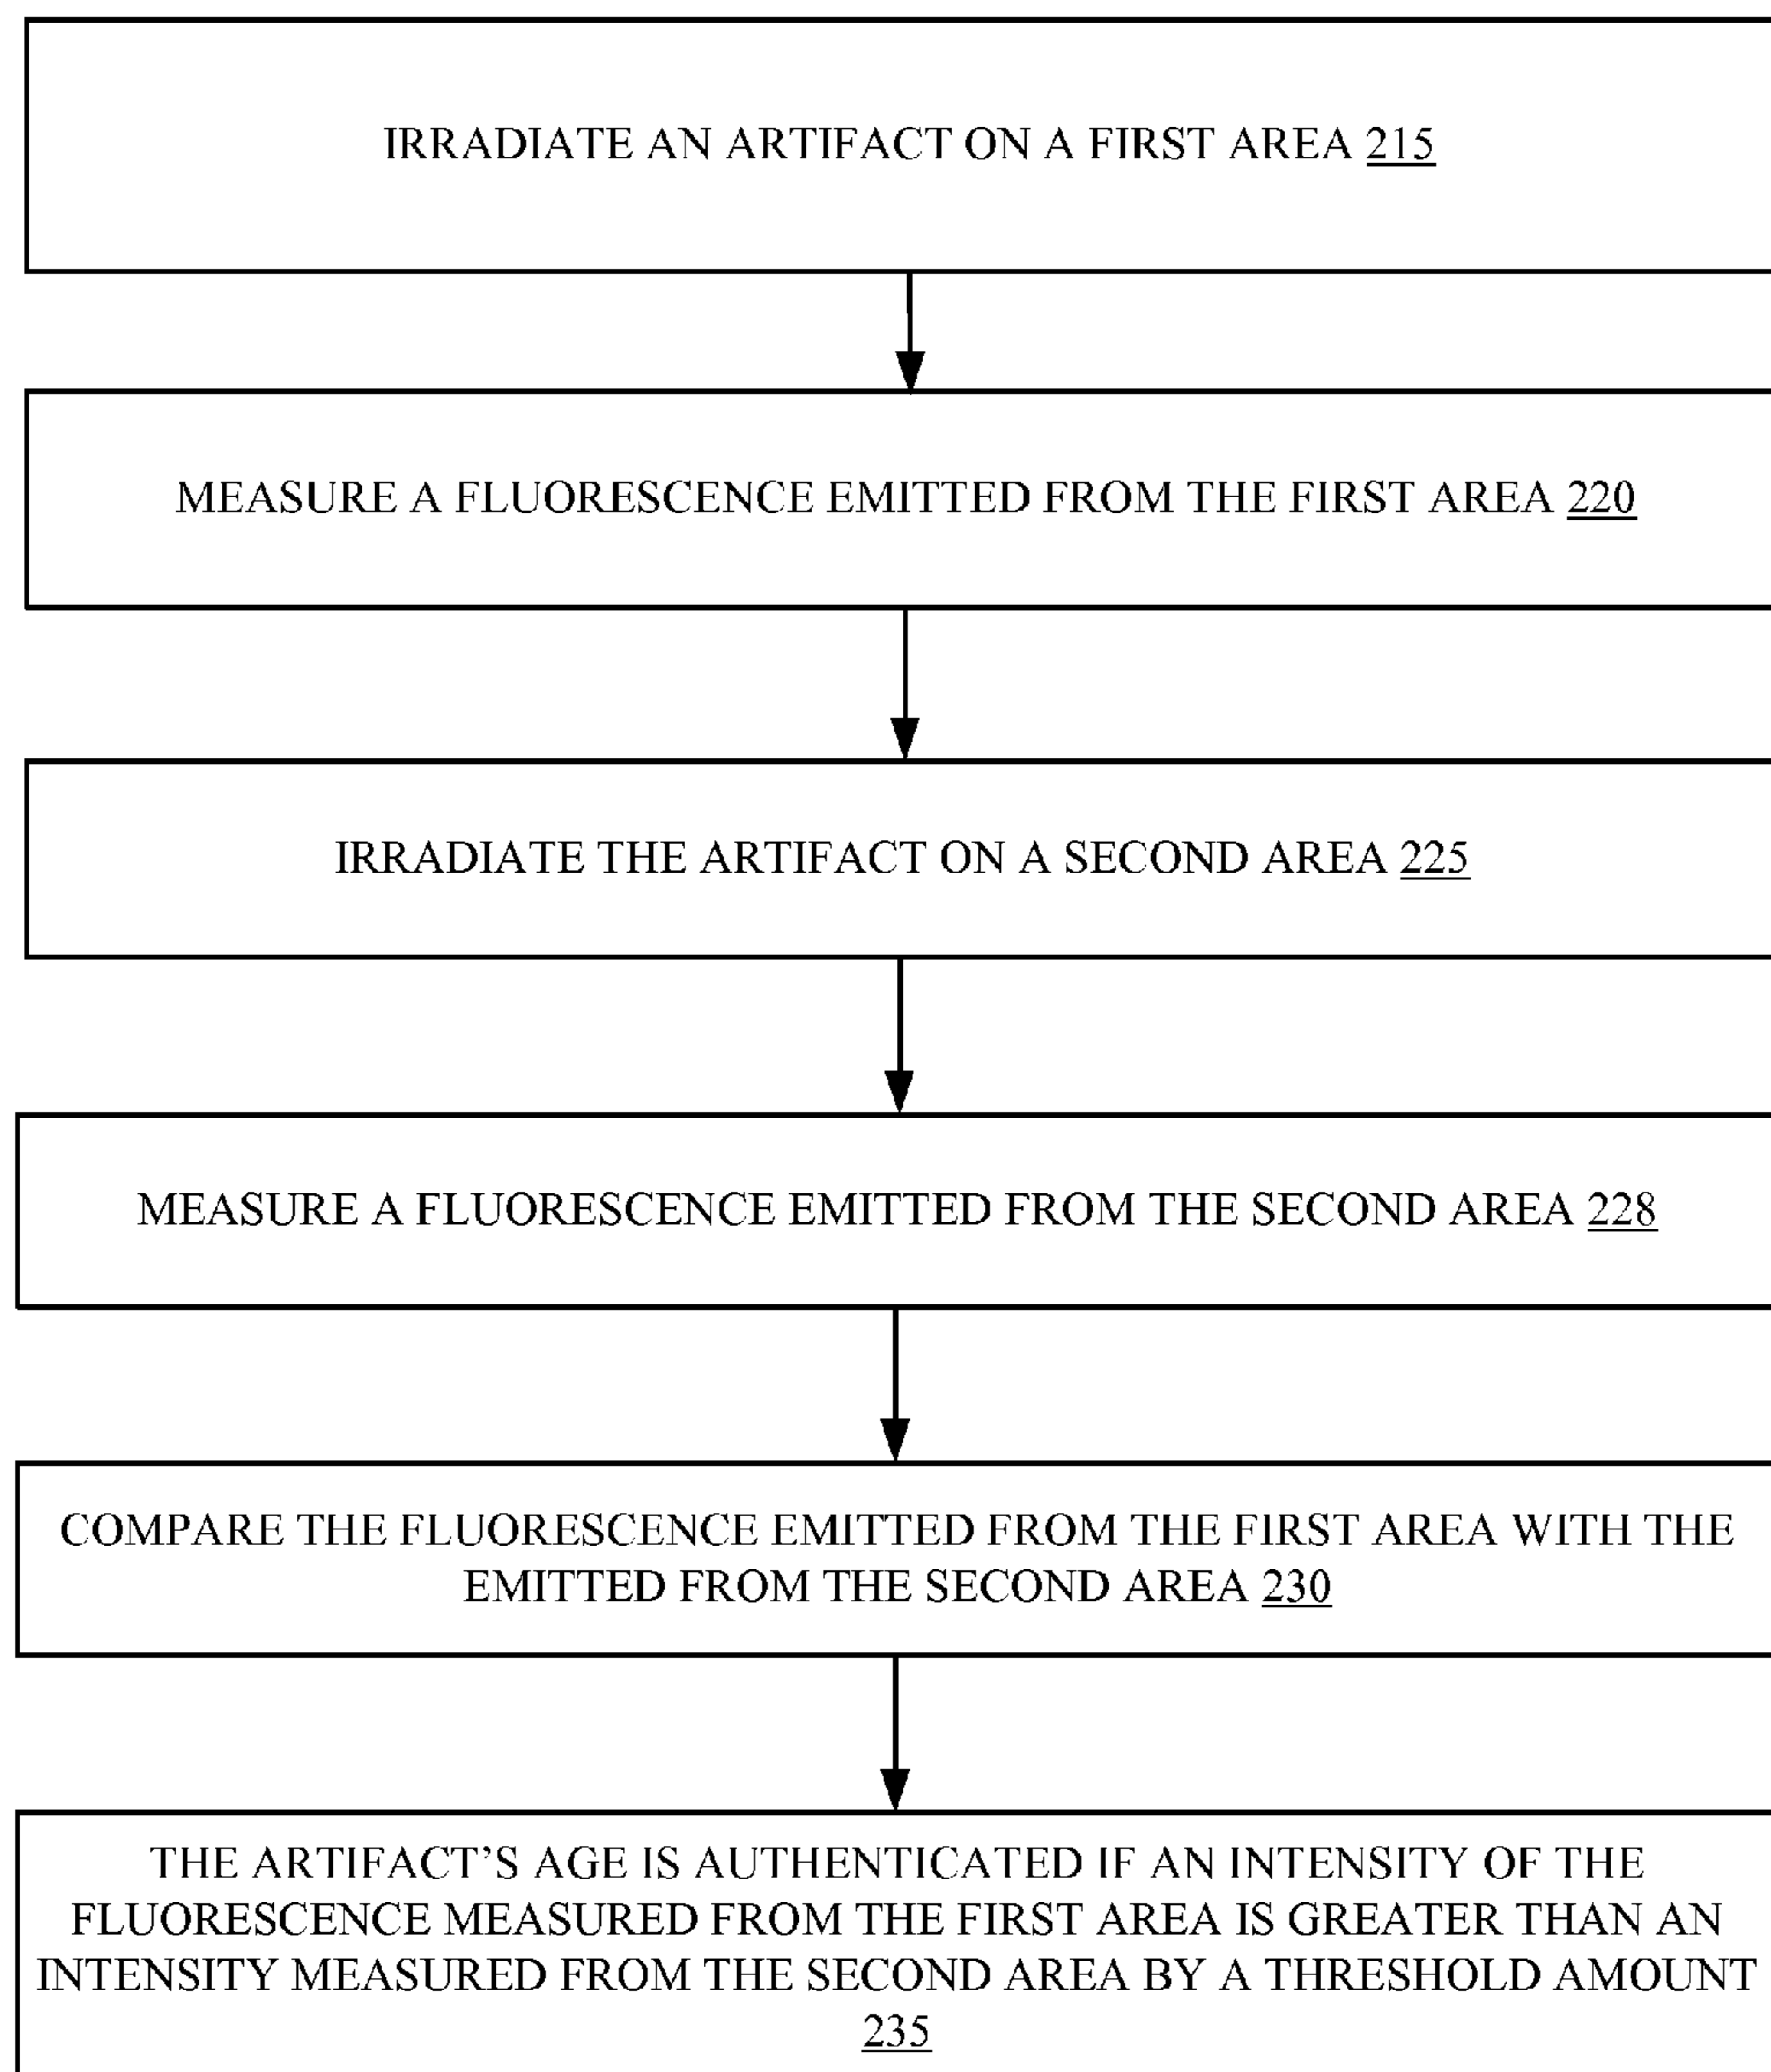 IRRADIATE AN ARTIFACT ON A FIRST AREA 215
MEASURE A FLUORESCENCE EMITTED FROM THE FIRST AREA 220
IRRADIATE THE ARTIFACT ON A SECOND AREA 225
MEASURE A FLUORESCENCE EMITTED FROM THE SECOND AREA 228
COMPARE THE FLUORESCENCE EMITTED FROM THE FIRST AREA WITH THE
EMITTED FROM THE SECOND AREA 230
THE ARTIFACT’S AGE IS AUTHENTICATED IF AN INTENSITY OF THE
FLUORESCENCE MEASURED FROM THE FIRST AREA IS GREATER THAN AN
INTENSITY MEASURED FROM THE SECOND AREA BY A THRESHOLD AMOUNT
235